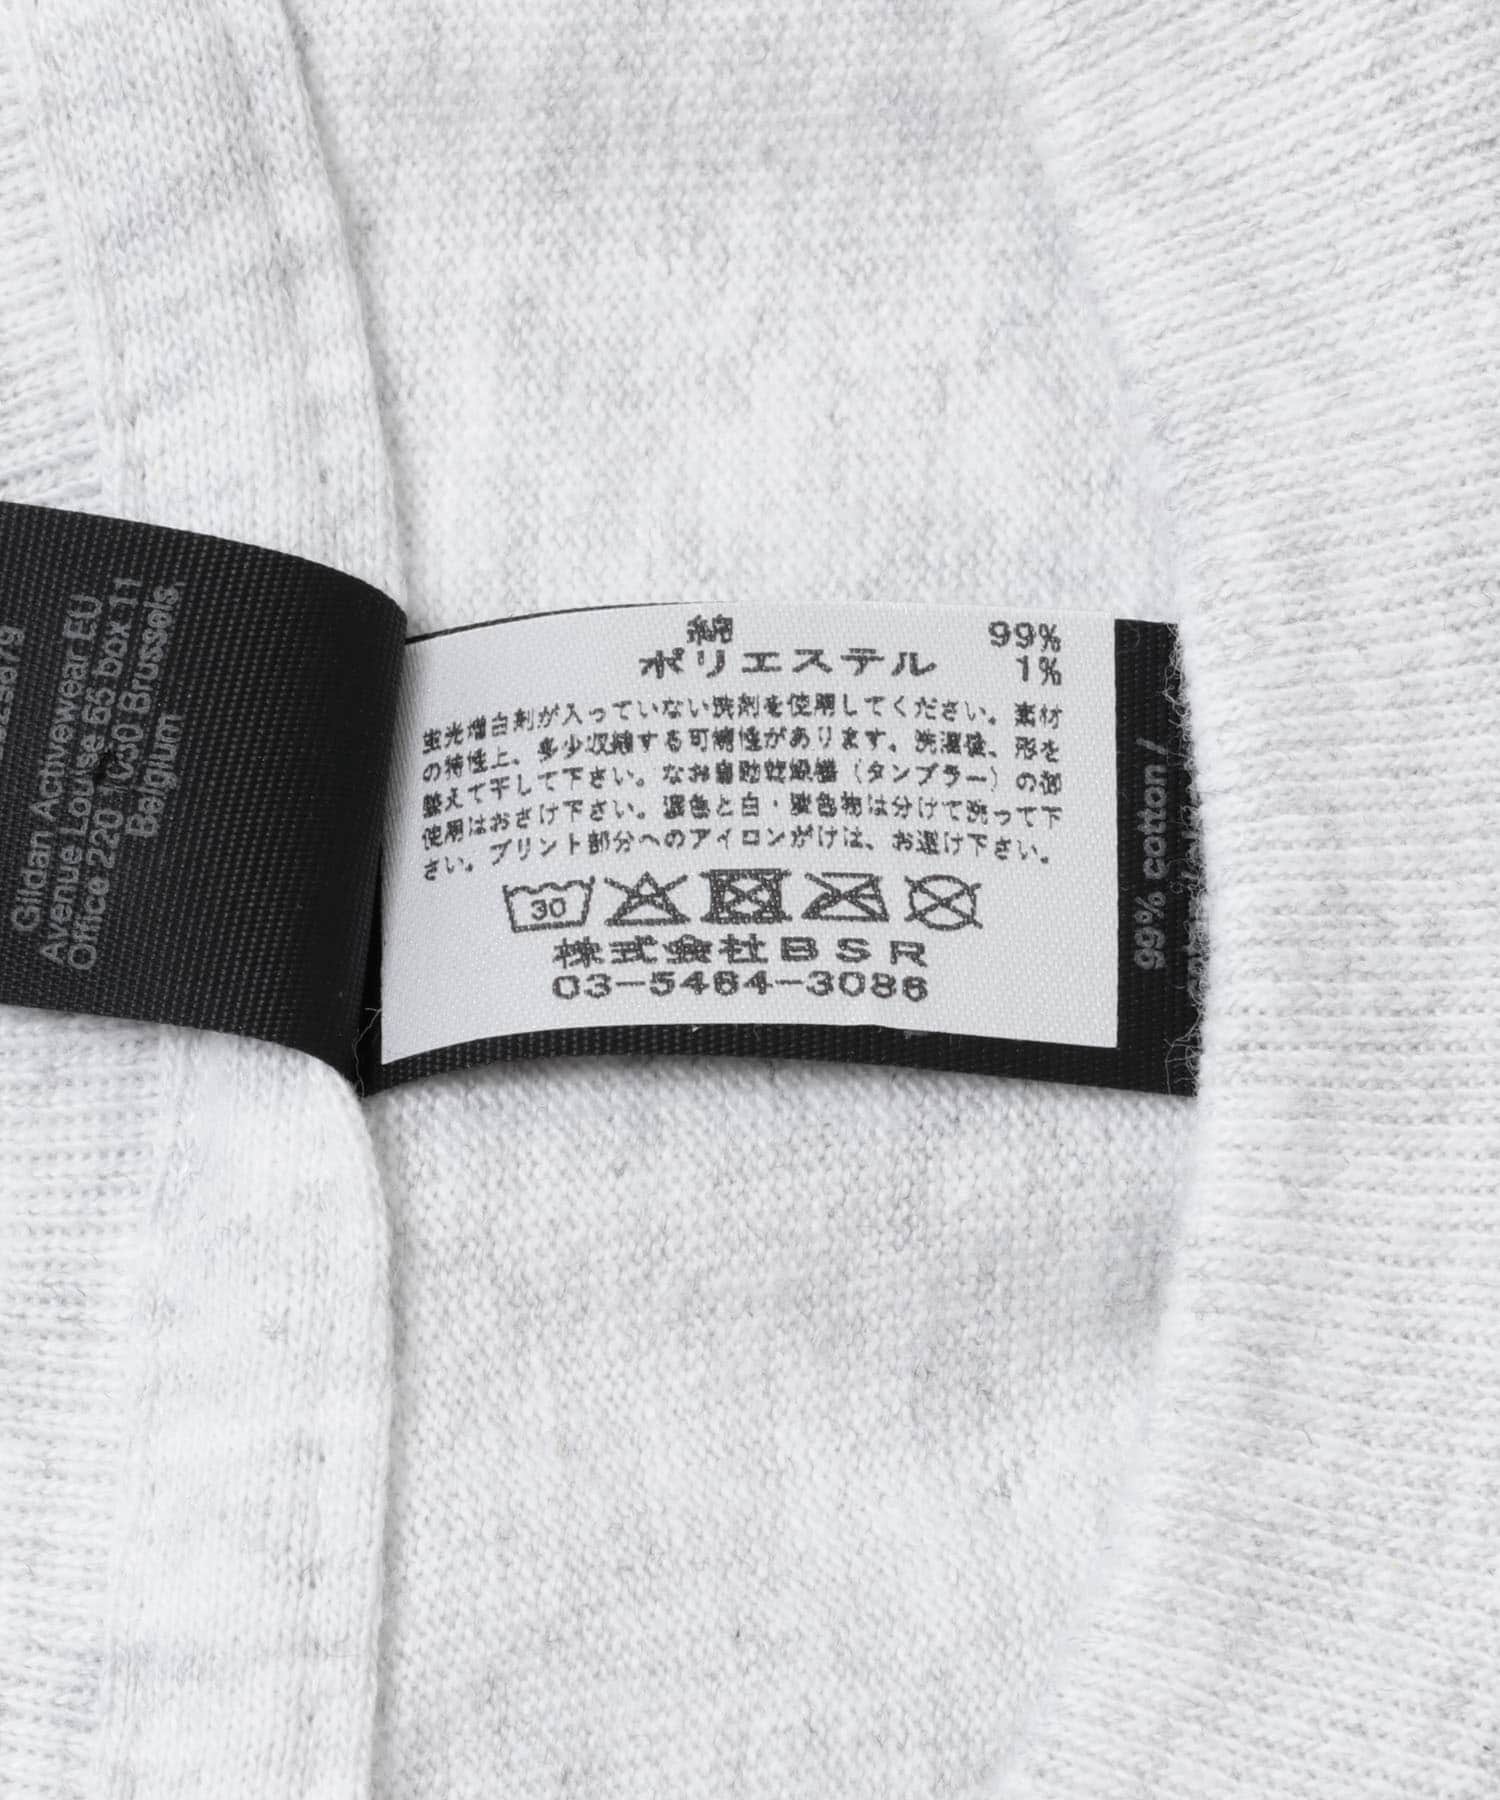 綿 99%
ポリエステル 1%
蛍光増白剤が入っていない洗剤を使用してください。素材
の特性上、多少収縮する可能性があります。洗濯後、形を
整えて干して下さい。なお自動乾燥機（タンブラー）の御
使用はおさけ下さい。濃色と白・淡色物は分けて洗って下
さい。プリント部分へのアイロンがけは、お避け下さい。
30
株式会社BSR
03-5464-3086
Gildan Activewear EU
Avenue Louise 65 box 11
Office 220 1050 Brussels
Belgium
99% cotton /